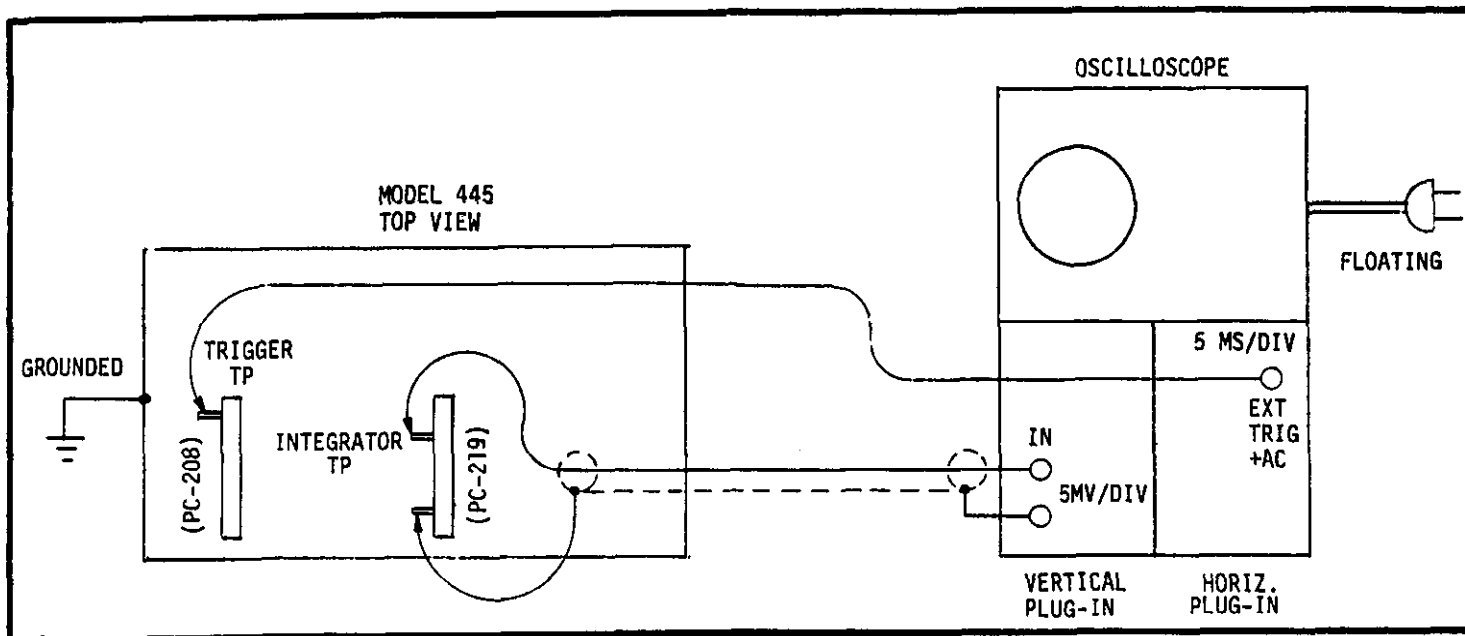 OSCILLOSCOPE
MODEL 445
TOP VIEW
FLOATING
5 MS/DIV
TRIGGER
TP
GROUNDED
EXT
TRIG
+AC
INTEGRATOR
TP
(PC-208)
(PC-219)
IN
5MV/DIV
VERTICAL
PLUG-IN
HORIZ.
PLUG-IN